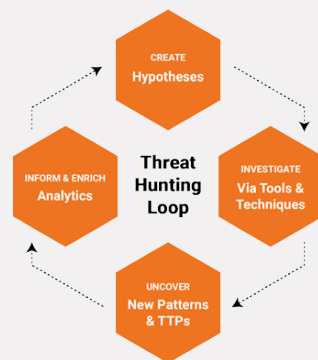 CREATE
Hypotheses
Threat
Hunting
Loop
INFORM & ENRICH
Analytics
INVESTIGATE
Via Tools &
Techniques
UNCOVER
New Patterns
& TTPs